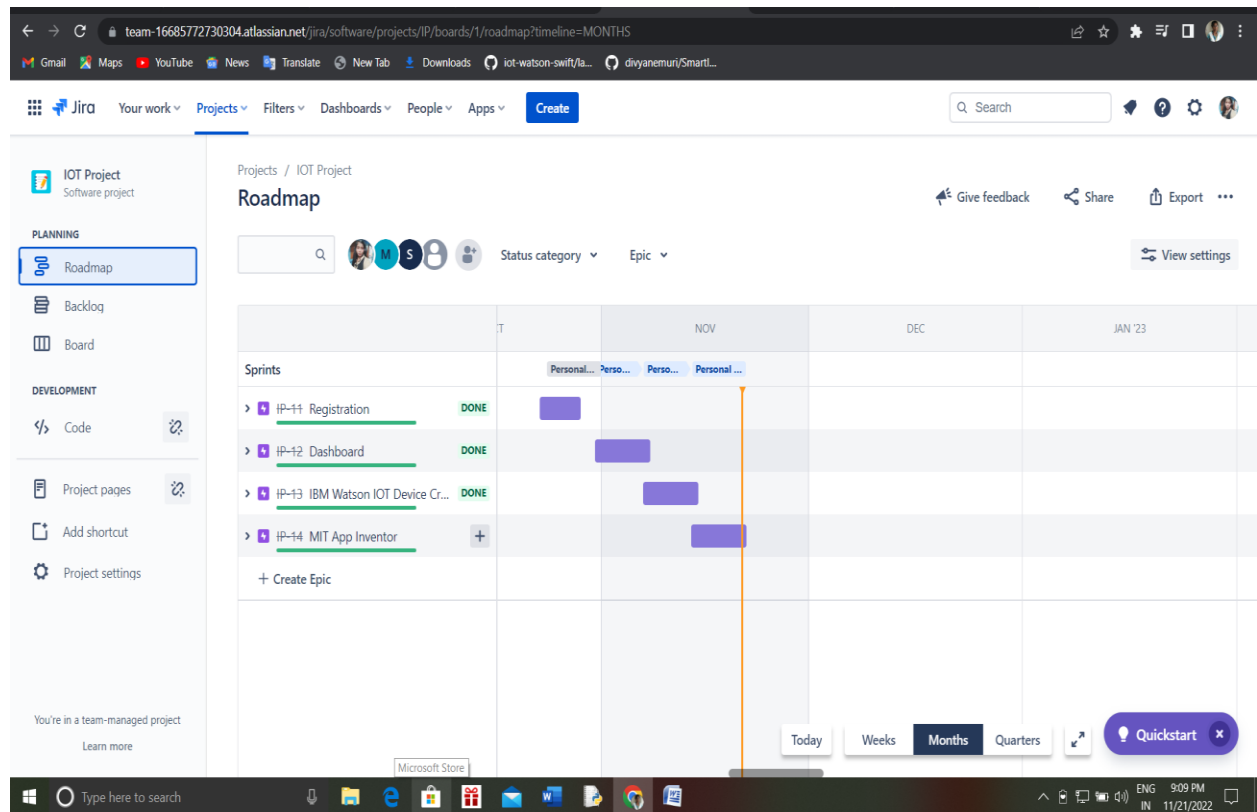 team-16685772730304.atlassian.net/jira/software/projects/IP/boards/1/roadmap?timeline=MONTHS
Gmail Maps YouTube News Translate New Tab Downloads iot-watson-swift/la... divyanemuri/Smartl...
Jira Your work Projects Filters Dashboards People Apps Create Search
IOT Project
Software project
PLANNING
Roadmap
Backlog
Board
DEVELOPMENT
Code
Project pages
Add shortcut
Project settings
You're in a team-managed project
Learn more
Projects / IOT Project
Roadmap
Give feedback Share Export
M S Status category Epic View settings
T NOV DEC JAN '23
Sprints Personal... Perso... Perso... Personal ...
IP-11 Registration DONE
IP-12 Dashboard DONE
IP-13 IBM Watson IOT Device Cr... DONE
IP-14 MIT App Inventor
+ Create Epic
Today Weeks Months Quarters Quickstart
Microsoft Store
Type here to search
ENG 9:09 PM
IN 11/21/2022